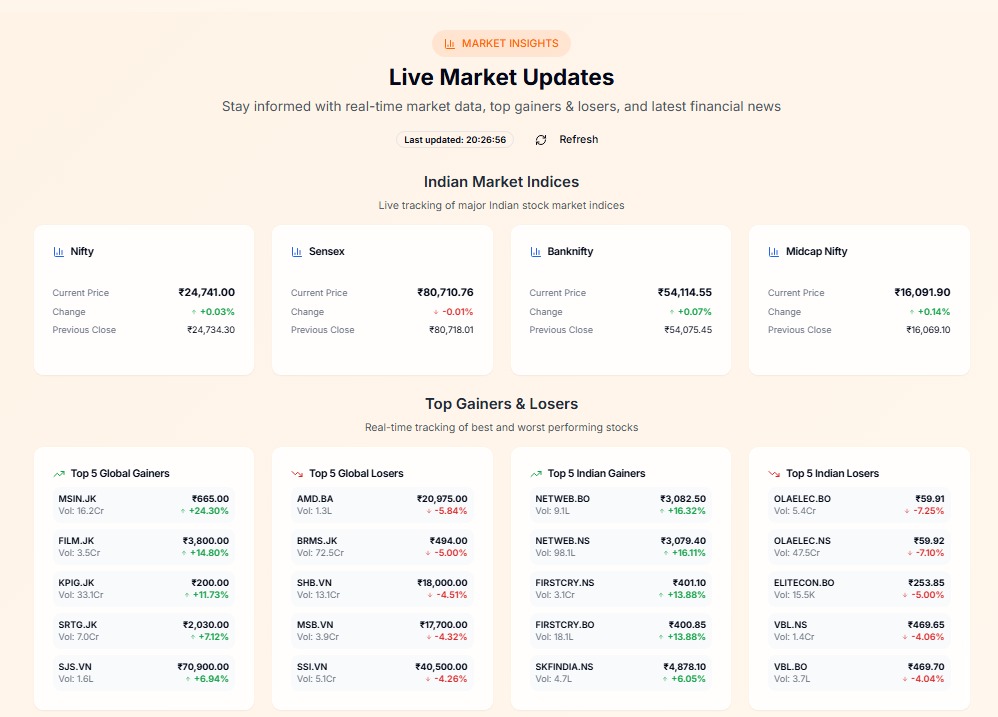 MARKET INSIGHTS
Live Market Updates
Stay informed with real-time market data, top gainers & losers, and latest financial news
Last updated: 20:26:56 Refresh
Indian Market Indices
Live tracking of major Indian stock market indices
Nifty
Current Price ₹24,741.00
Change ↑ +0.03%
Previous Close ₹24,734.30
Sensex
Current Price ₹80,710.76
Change ↓ -0.01%
Previous Close ₹80,718.01
Banknifty
Current Price ₹54,114.55
Change ↑ +0.07%
Previous Close ₹54,075.45
Midcap Nifty
Current Price ₹16,091.90
Change ↑ +0.14%
Previous Close ₹16,069.10
Top Gainers & Losers
Real-time tracking of best and worst performing stocks
Top 5 Global Gainers
MSIN.JK ₹665.00
Vol: 16.2Cr ↑ +24.30%
FILM.JK ₹3,800.00
Vol: 3.5Cr ↑ +14.80%
KPIG.JK ₹200.00
Vol: 33.1Cr ↑ +11.73%
SRTG.JK ₹2,030.00
Vol: 7.0Cr ↑ +7.12%
SJS.VN ₹70,900.00
Vol: 1.6L ↑ +6.94%
Top 5 Global Losers
AMD.BA ₹20,975.00
Vol: 1.3L ↓ -5.84%
BRMS.JK ₹494.00
Vol: 72.5Cr ↓ -5.00%
SHB.VN ₹18,000.00
Vol: 13.1Cr ↓ -4.51%
MSB.VN ₹17,700.00
Vol: 3.9Cr ↓ -4.32%
SSI.VN ₹40,500.00
Vol: 5.1Cr ↓ -4.26%
Top 5 Indian Gainers
NETWEB.BO ₹3,082.50
Vol: 9.1L ↑ +16.32%
NETWEB.NS ₹3,079.40
Vol: 98.1L ↑ +16.11%
FIRSTCRY.NS ₹401.10
Vol: 3.1Cr ↑ +13.88%
FIRSTCRY.BO ₹400.85
Vol: 18.1L ↑ +13.88%
SKFINDIA.NS ₹4,878.10
Vol: 4.7L ↑ +6.05%
Top 5 Indian Losers
OLAELEC.BO ₹59.91
Vol: 5.4Cr ↓ -7.25%
OLAELEC.NS ₹59.92
Vol: 47.5Cr ↓ -7.10%
ELITECON.BO ₹253.85
Vol: 15.5K ↓ -5.00%
VBL.NS ₹469.65
Vol: 1.4Cr ↓ -4.06%
VBL.BO ₹469.70
Vol: 3.7L ↓ -4.04%